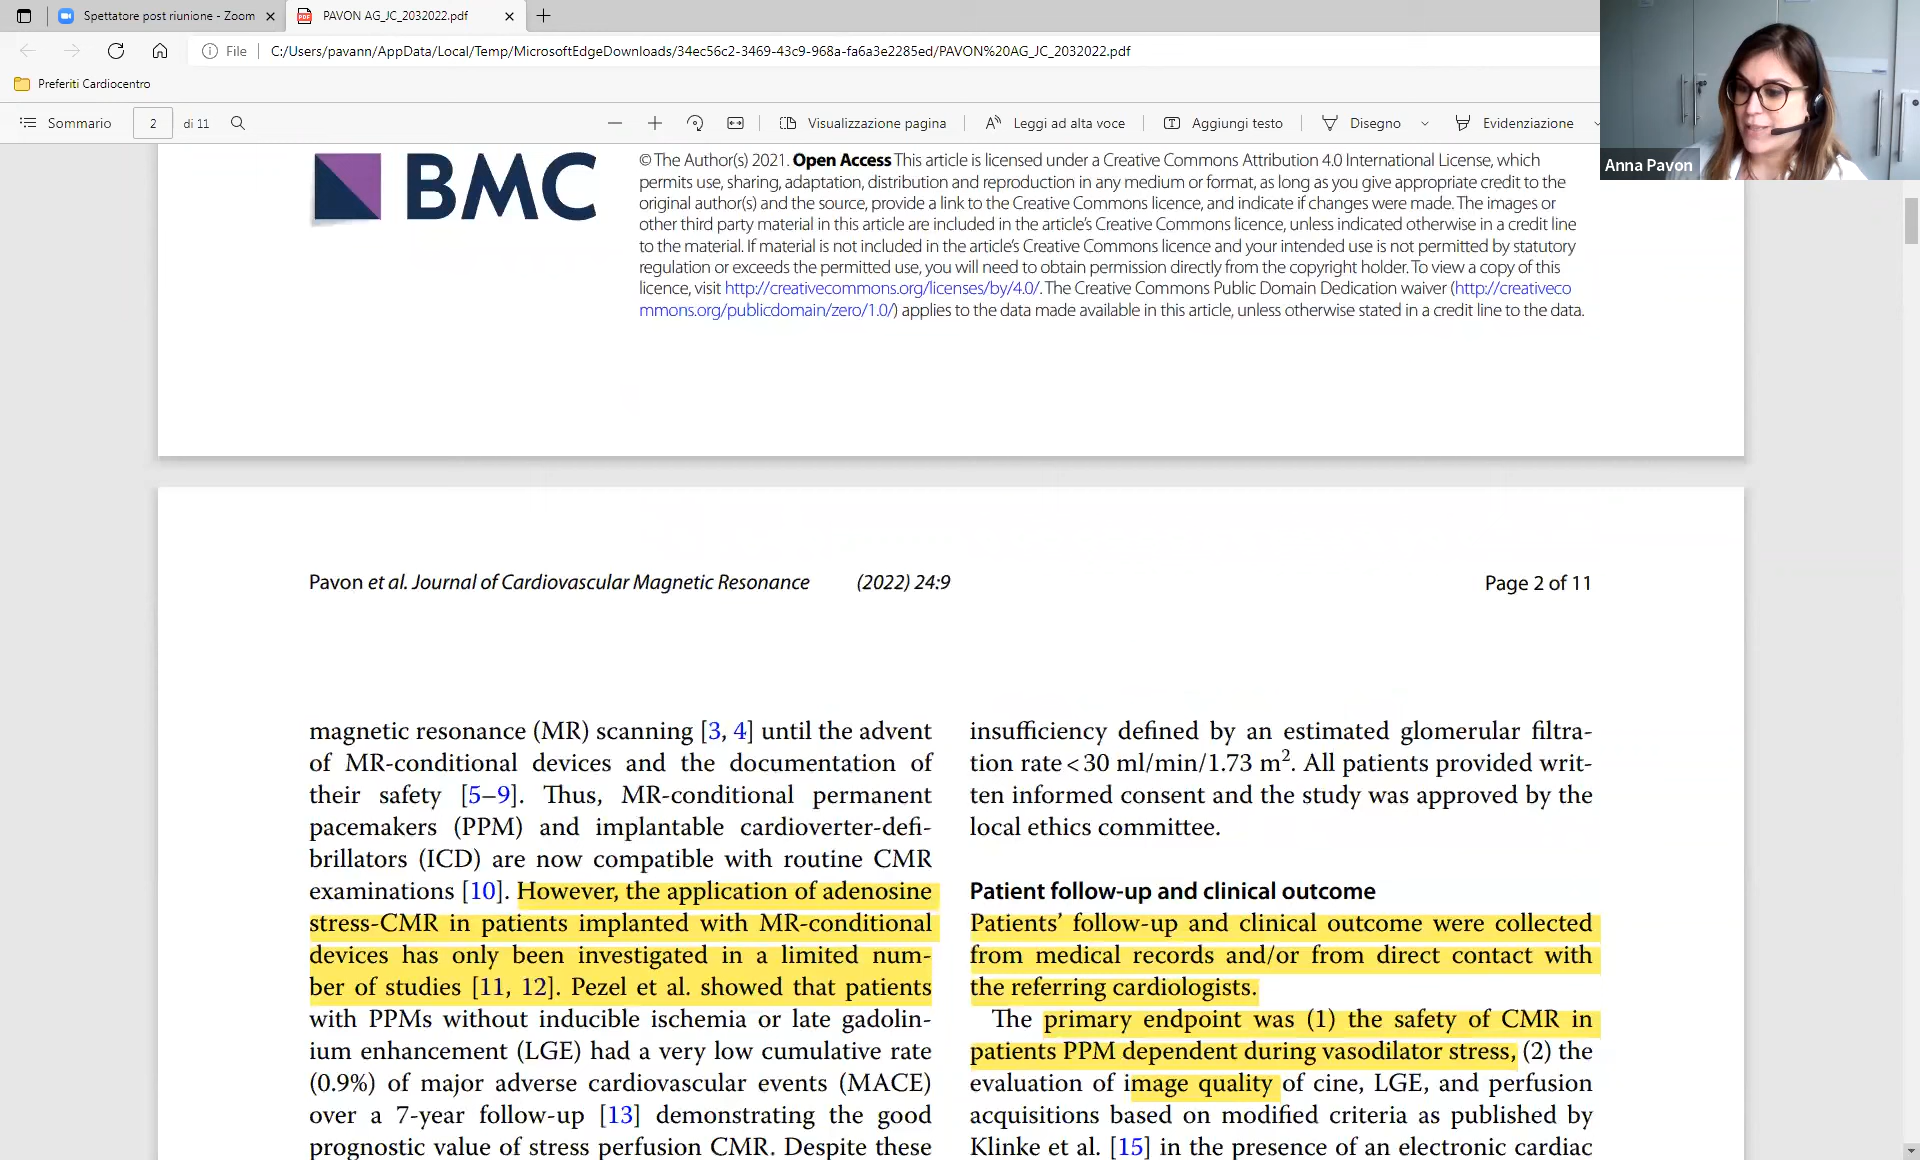 Spettatore post riunione - Zoom
PAVON AG_JC_2032022.pdf
File
C:/Users/pavann/AppData/Local/Temp/MicrosoftEdgeDownloads/34ec56c2-3469-43c9-968a-fa6a3e2285ed/PAVON%20AG_JC_2032022.pdf
Preferiti Cardiocentro
Sommario
2
di 11
Visualizzazione pagina
Leggi ad alta voce
Aggiungi testo
Disegno
Evidenziazione
Anna Pavon
BMC
© The Author(s) 2021. Open Access This article is licensed under a Creative Commons Attribution 4.0 International License, which
permits use, sharing, adaptation, distribution and reproduction in any medium or format, as long as you give appropriate credit to the
original author(s) and the source, provide a link to the Creative Commons licence, and indicate if changes were made. The images or
other third party material in this article are included in the article's Creative Commons licence, unless indicated otherwise in a credit line
to the material. If material is not included in the article's Creative Commons licence and your intended use is not permitted by statutory
regulation or exceeds the permitted use, you will need to obtain permission directly from the copyright holder. To view a copy of this
licence, visit http://creativecommons.org/licenses/by/4.0/. The Creative Commons Public Domain Dedication waiver (http://creativeco
mmons.org/publicdomain/zero/1.0/) applies to the data made available in this article, unless otherwise stated in a credit line to the data.
Pavon et al. Journal of Cardiovascular Magnetic Resonance (2022) 24:9
Page 2 of 11
magnetic resonance (MR) scanning [3, 4] until the advent
of MR-conditional devices and the documentation of
their safety [5–9]. Thus, MR-conditional permanent
pacemakers (PPM) and implantable cardioverter-defi-
brillators (ICD) are now compatible with routine CMR
examinations [10]. However, the application of adenosine
stress-CMR in patients implanted with MR-conditional
devices has only been investigated in a limited num-
ber of studies [11, 12]. Pezel et al. showed that patients
with PPMs without inducible ischemia or late gadolin-
ium enhancement (LGE) had a very low cumulative rate
(0.9%) of major adverse cardiovascular events (MACE)
over a 7-year follow-up [13] demonstrating the good
prognostic value of stress perfusion CMR. Despite these
insufficiency defined by an estimated glomerular filtra-
tion rate < 30 ml/min/1.73 m². All patients provided writ-
ten informed consent and the study was approved by the
local ethics committee.
Patient follow-up and clinical outcome
Patients' follow-up and clinical outcome were collected
from medical records and/or from direct contact with
the referring cardiologists.
The primary endpoint was (1) the safety of CMR in
patients PPM dependent during vasodilator stress, (2) the
evaluation of image quality of cine, LGE, and perfusion
acquisitions based on modified criteria as published by
Klinke et al. [15] in the presence of an electronic cardiac